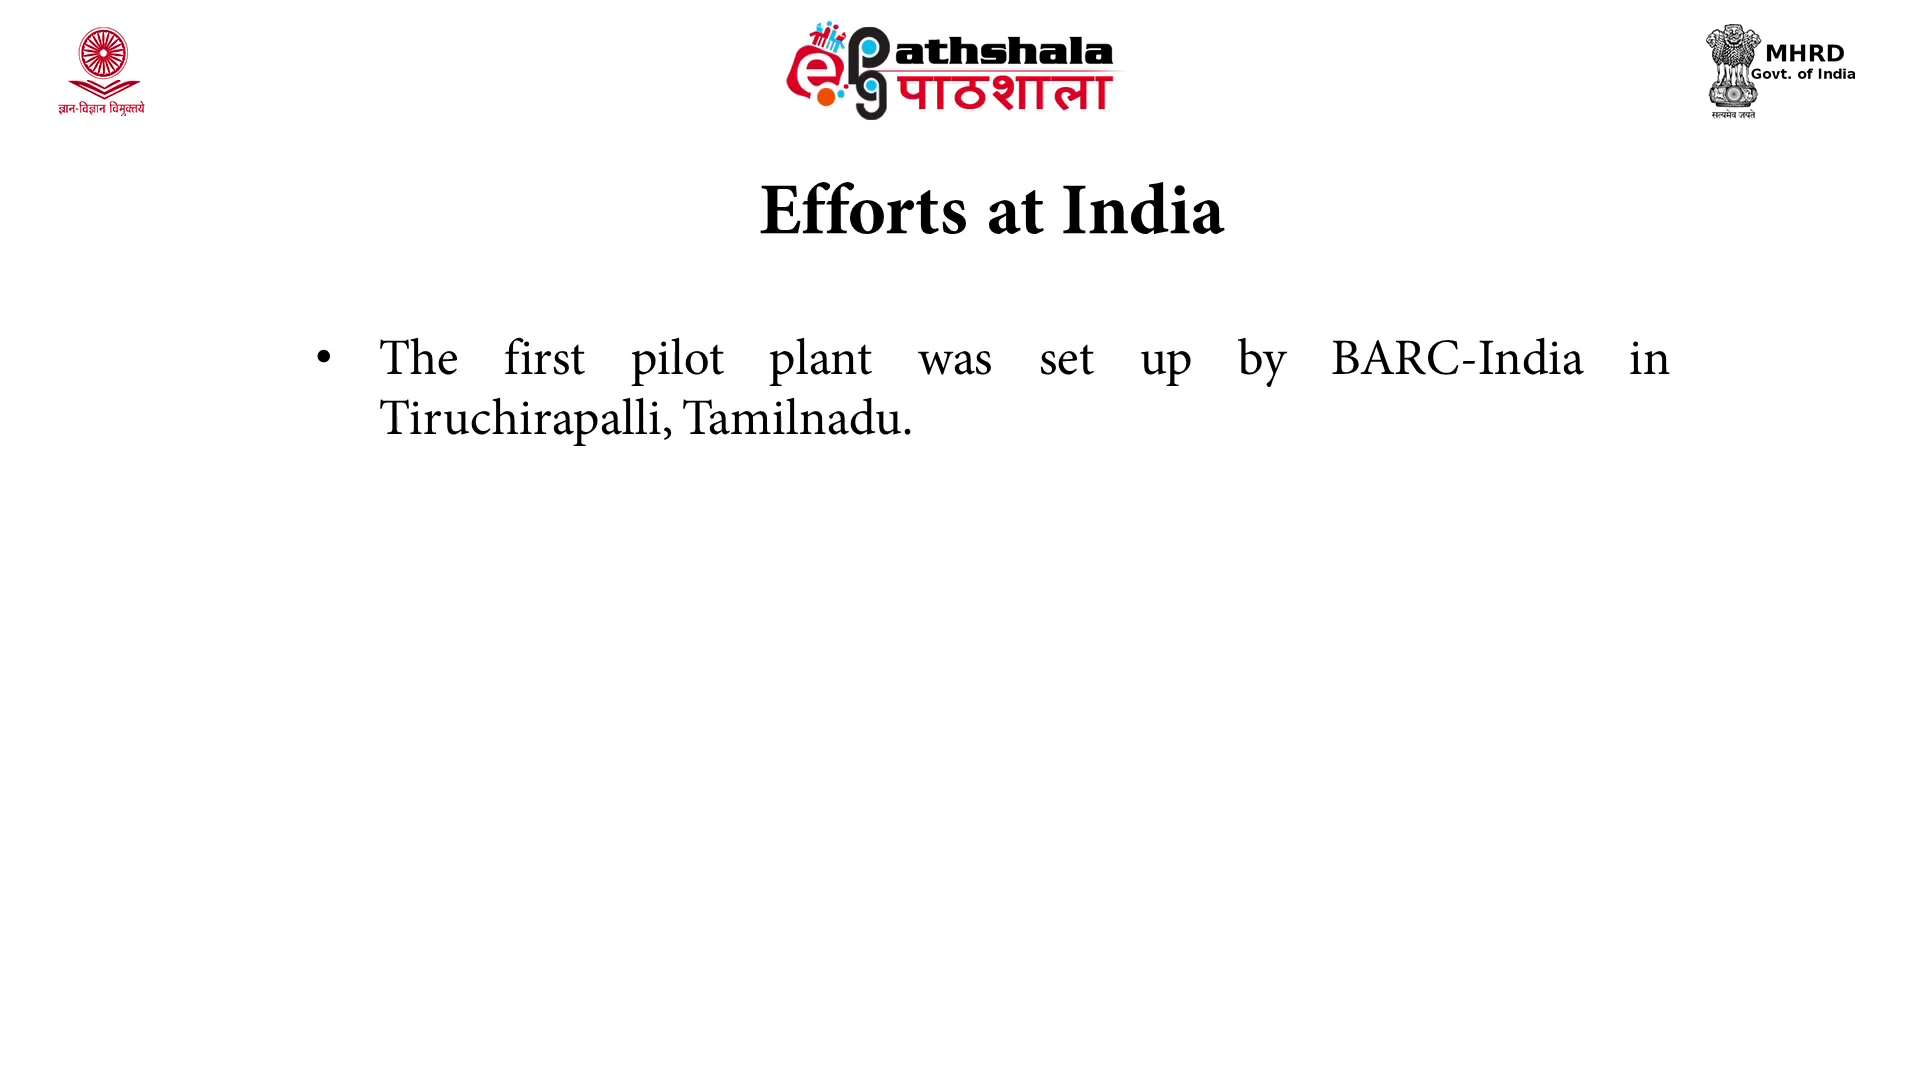 ज्ञान-विज्ञान विमुक्तये
e
pg
athshala
पाठशाला
MHRD
Govt. of India
सत्यमेव जयते
Efforts at India
• The first pilot plant was set up by BARC-India in
Tiruchirapalli, Tamilnadu.